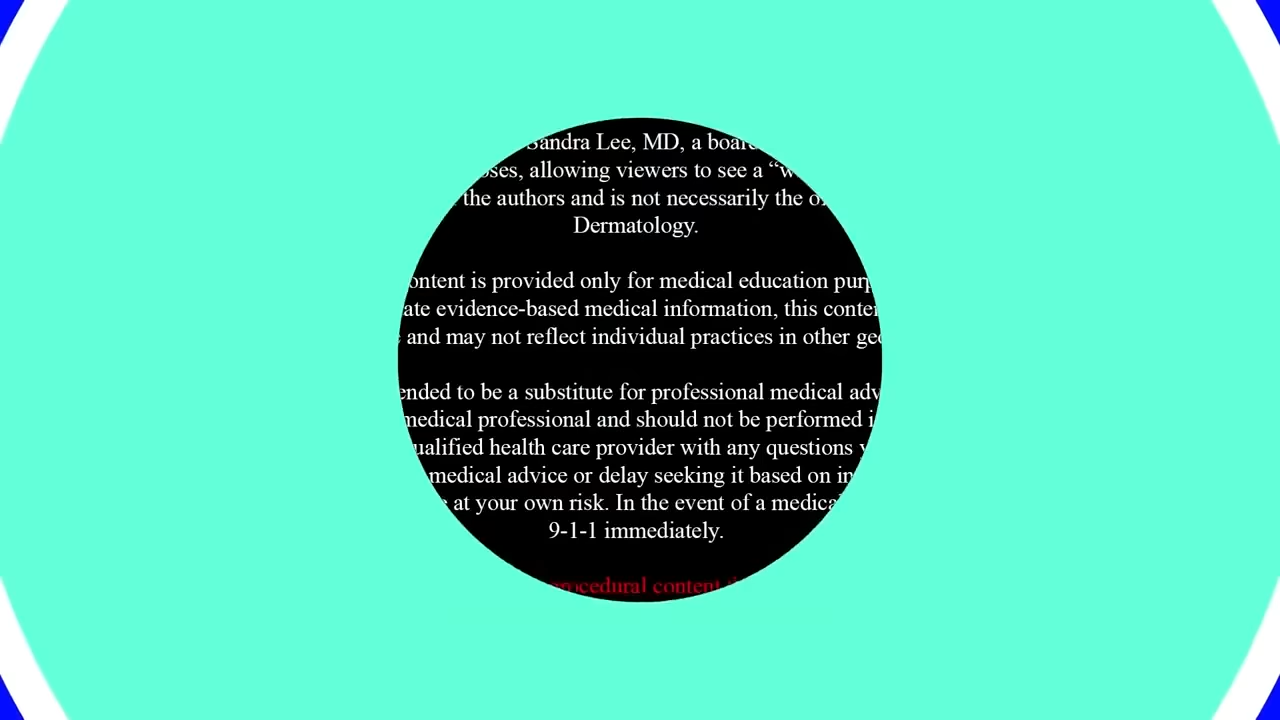 Sandra Lee, MD, a board
oses, allowing viewers to see a “w
the authors and is not necessarily the o
Dermatology.
ontent is provided only for medical education purp
ate evidence-based medical information, this conten
and may not reflect individual practices in other geo
ended to be a substitute for professional medical adv
medical professional and should not be performed i
ualified health care provider with any questions y
medical advice or delay seeking it based on in
e at your own risk. In the event of a medical
9-1-1 immediately.
procedural content